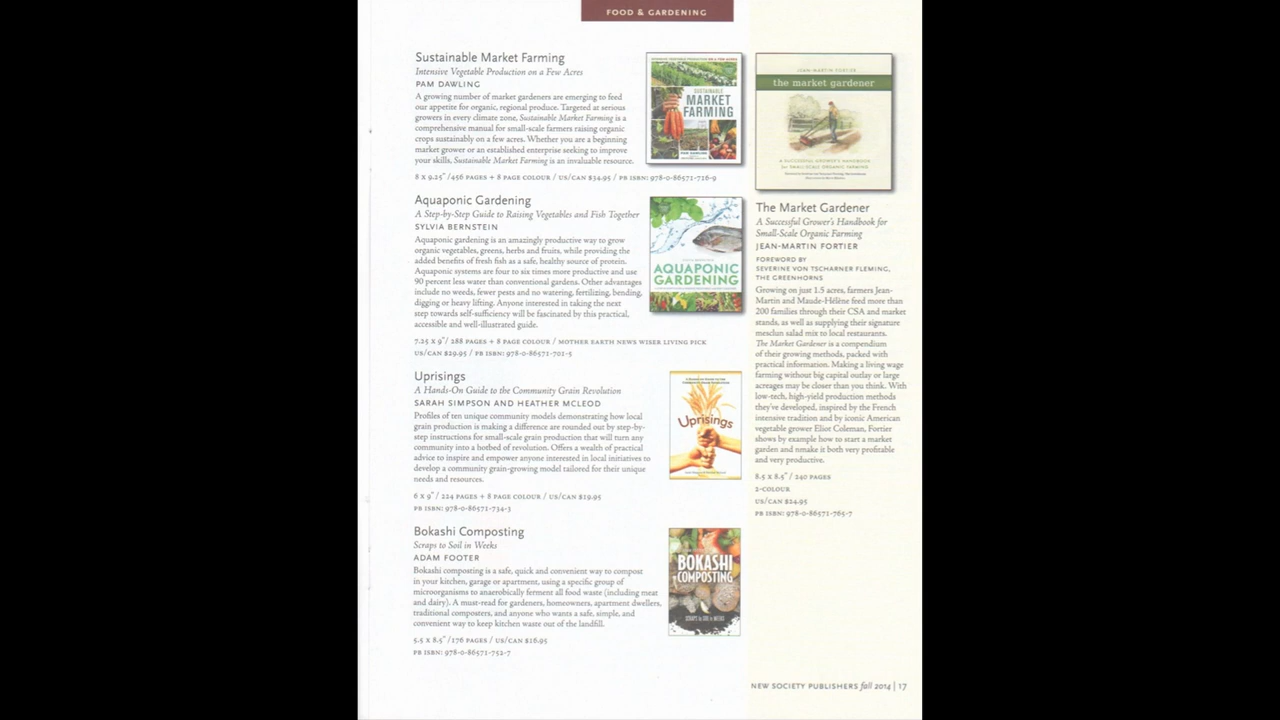 FOOD & GARDENING
Sustainable Market Farming
Intensive Vegetable Production on a Few Acres
PAM DAWLING
A growing number of market gardeners are emerging to feed
our appetite for organic, regional produce. Targeted at serious
growers in every climate zone, Sustainable Market Farming is a
comprehensive manual for small-scale farmers raising organic
crops sustainably on a few acres. Whether you are a beginning
market grower or an established enterprise seeking to improve
your skills, Sustainable Market Farming is an invaluable resource.
8 X 9.25" /456 PAGES + 8 PAGE COLOUR / US/CAN $34.95 / PB ISBN: 978-0-86571-716-9
SUSTAINABLE
MARKET
FARMING
Aquaponic Gardening
A Step-by-Step Guide to Raising Vegetables and Fish Together
SYLVIA BERNSTEIN
Aquaponic gardening is an amazingly productive way to grow
organic vegetables, greens, herbs and fruits, while providing the
added benefits of fresh fish as a safe, healthy source of protein.
Aquaponic systems are four to six times more productive and use
90 percent less water than conventional gardens. Other advantages
include no weeds, fewer pests and no watering, fertilizing, bending,
digging or heavy lifting. Anyone interested in taking the next
step towards self-sufficiency will be fascinated by this practical,
accessible and well-illustrated guide.
7.25 X 9"/ 288 PAGES + 8 PAGE COLOUR / MOTHER EARTH NEWS WISER LIVING PICK
US/CAN $29.95 / PB ISBN: 978-0-86571-701-5
AQUAPONIC
GARDENING
Uprisings
A Hands-On Guide to the Community Grain Revolution
SARAH SIMPSON AND HEATHER MCLEOD
Profiles of ten unique community models demonstrating how local
grain production is making a difference are rounded out by step-by-
step instructions for small-scale grain production that will turn any
community into a hotbed of revolution. Offers a wealth of practical
advice to inspire and empower anyone interested in local initiatives to
develop a community grain-growing model tailored for their unique
needs and resources.
6 X 9"/ 224 PAGES + 8 PAGE COLOUR / US/CAN $19.95
PB ISBN: 978-0-86571-734-3
Uprisings
Bokashi Composting
Scraps to Soil in Weeks
ADAM FOOTER
Bokashi composting is a safe, quick and convenient way to compost
in your kitchen, garage or apartment, using a specific group of
microorganisms to anaerobically ferment all food waste (including meat
and dairy). A must-read for gardeners, homeowners, apartment dwellers,
traditional composters, and anyone who wants a safe, simple, and
convenient way to keep kitchen waste out of the landfill.
5.5 X 8.5" /176 PAGES / US/CAN $16.95
PB ISBN: 978-0-86571-752-7
BOKASHI
COMPOSTING
SCRAPS to SOIL in WEEKS
JEAN-MARTIN FORTIER
the market gardener
A SUCCESSFUL GROWER'S HANDBOOK
for SMALL-SCALE ORGANIC FARMING
The Market Gardener
A Successful Grower's Handbook for
Small-Scale Organic Farming
JEAN-MARTIN FORTIER
FOREWORD BY
SEVERINE VON TSCHARNER FLEMING,
THE GREENHORNS
Growing on just 1.5 acres, farmers Jean-
Martin and Maude-Hélène feed more than
200 families through their CSA and market
stands, as well as supplying their signature
mesclun salad mix to local restaurants.
The Market Gardener is a compendium
of their growing methods, packed with
practical information. Making a living wage
farming without big capital outlay or large
acreages may be closer than you think. With
low-tech, high-yield production methods
they've developed, inspired by the French
intensive tradition and by iconic American
vegetable grower Eliot Coleman, Fortier
shows by example how to start a market
garden and nmake it both very profitable
and very productive.
8.5 X 8.5"/ 240 PAGES
2-COLOUR
US/CAN $24.95
PB ISBN: 978-0-86571-765-7
NEW SOCIETY PUBLISHERS fall 2014 | 17